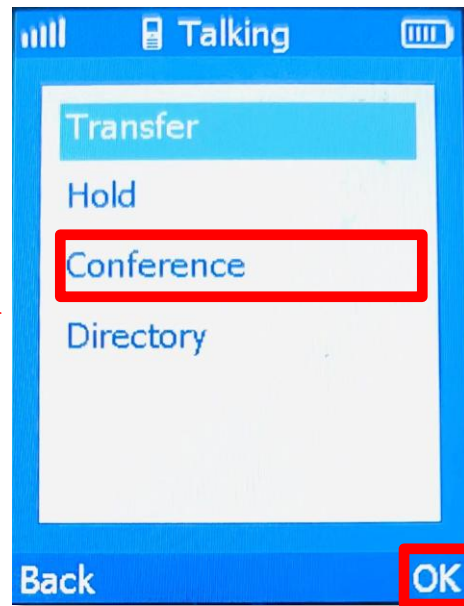 Talking
Transfer
Hold
Conference
Directory
Back OK